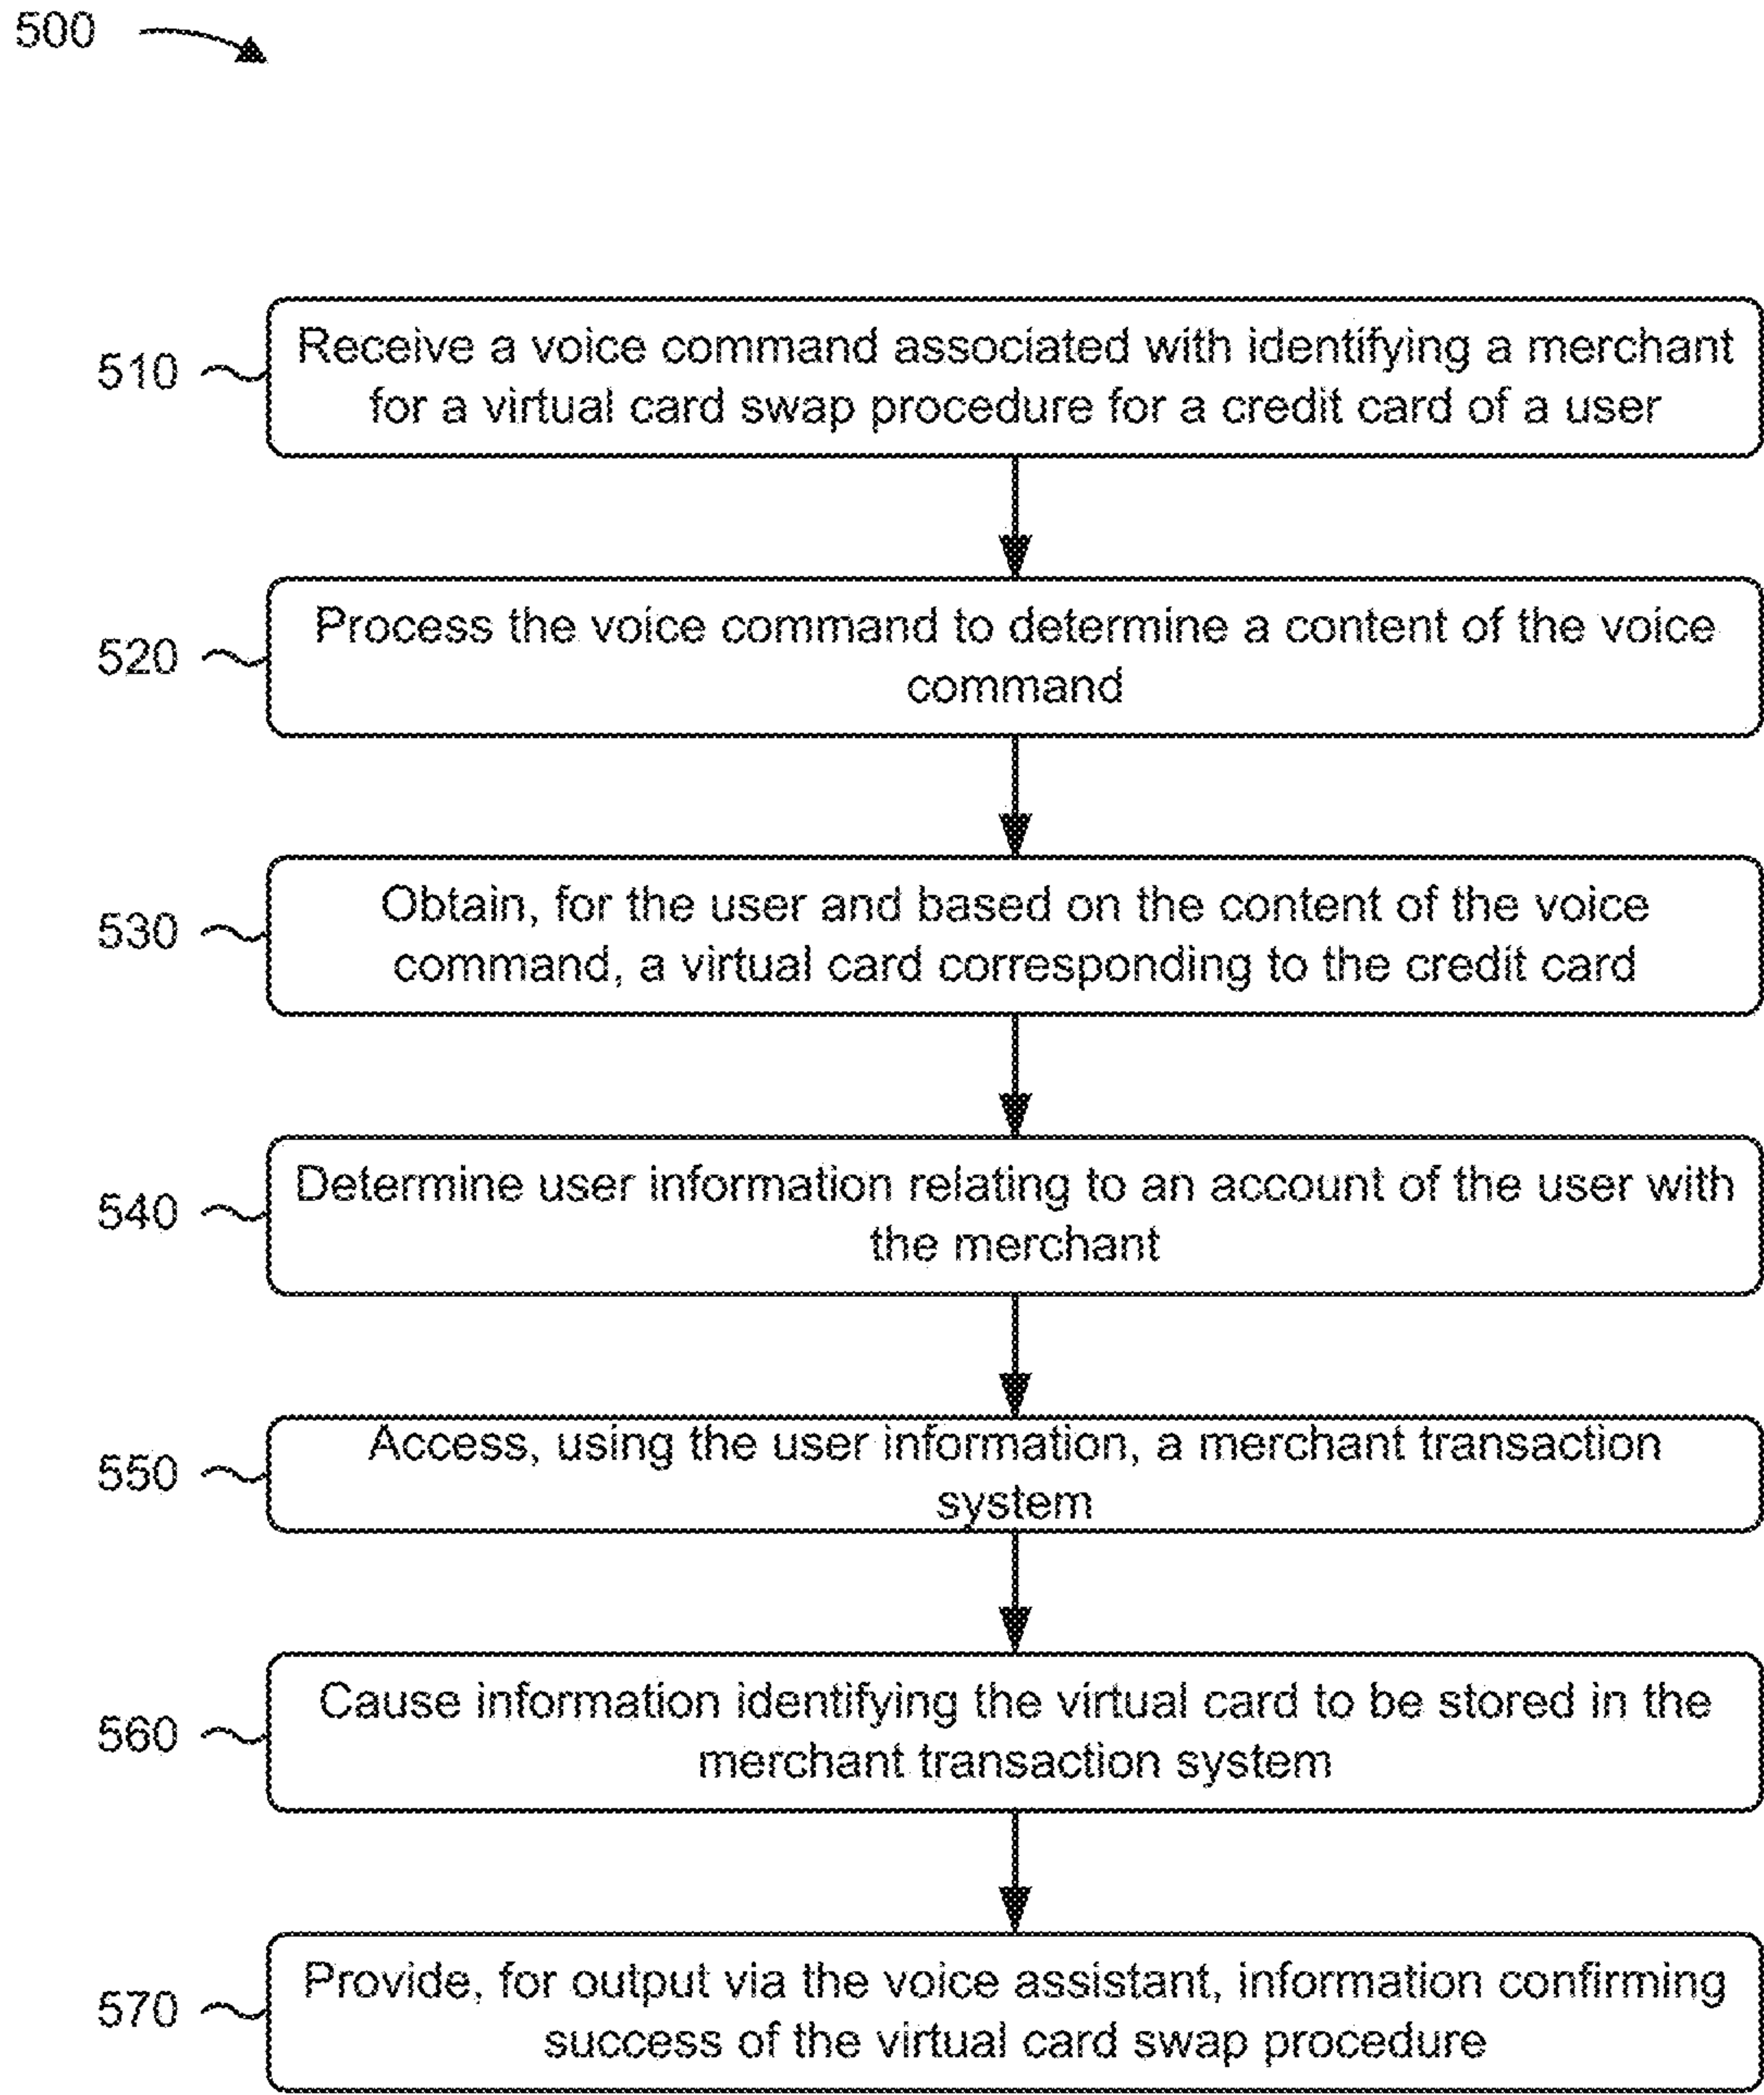 500
510
Receive a voice command associated with identifying a merchant
for a virtual card swap procedure for a credit card of a user
520
Process the voice command to determine a content of the voice
command
530
Obtain, for the user and based on the content of the voice
command, a virtual card corresponding to the credit card
540
Determine user information relating to an account of the user with
the merchant
550
Access, using the user information, a merchant transaction
system
560
Cause information identifying the virtual card to be stored in the
merchant transaction system
570
Provide, for output via the voice assistant, information confirming
success of the virtual card swap procedure